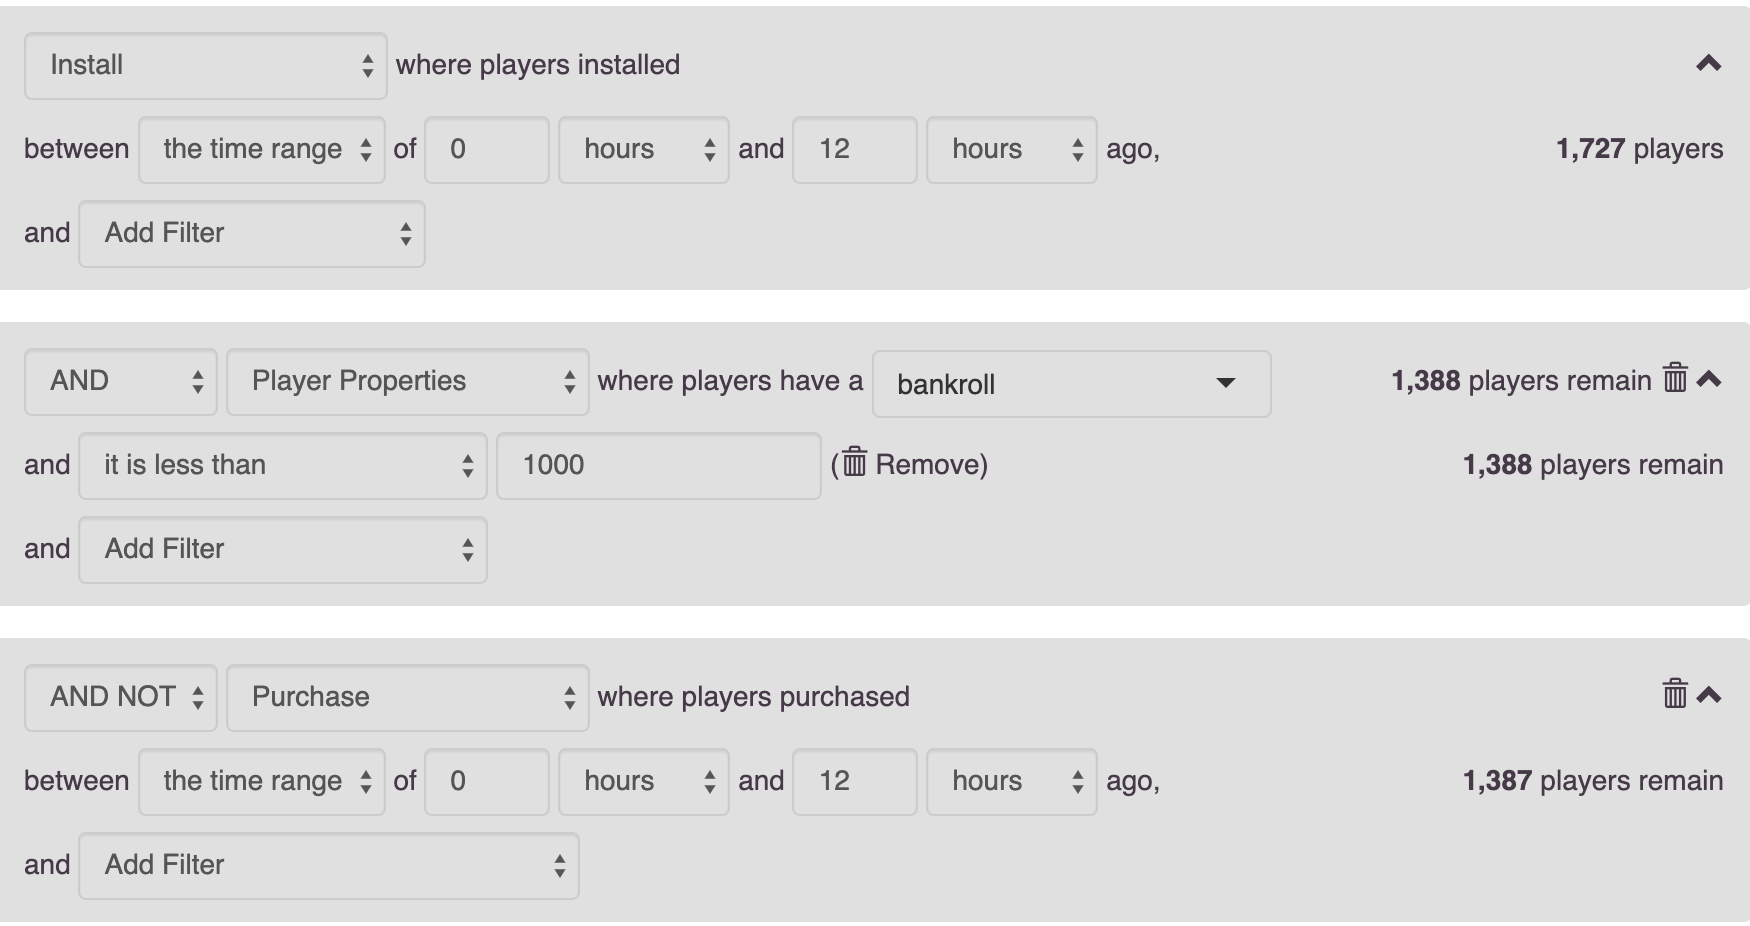 Install where players installed
between the time range of 0 hours and 12 hours ago, 1,727 players
and Add Filter
AND Player Properties where players have a bankroll 1,388 players remain
and it is less than 1000 (Remove) 1,388 players remain
and Add Filter
AND NOT Purchase where players purchased
between the time range of 0 hours and 12 hours ago, 1,387 players remain
and Add Filter